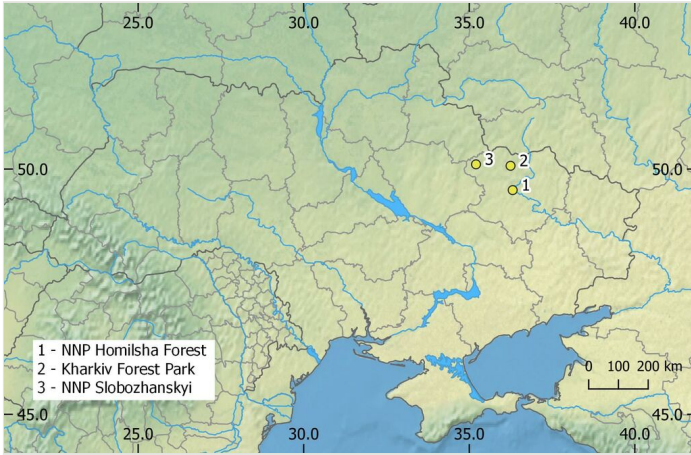 25.0 30.0 35.0 40.0
3 2
50.0 50.0
1
1 - NNP Homilsha Forest
2 - Kharkiv Forest Park
3 - NNP Slobozhanskyi
0 100 200 km
45.0 45.0
25.0 30.0 35.0 40.0